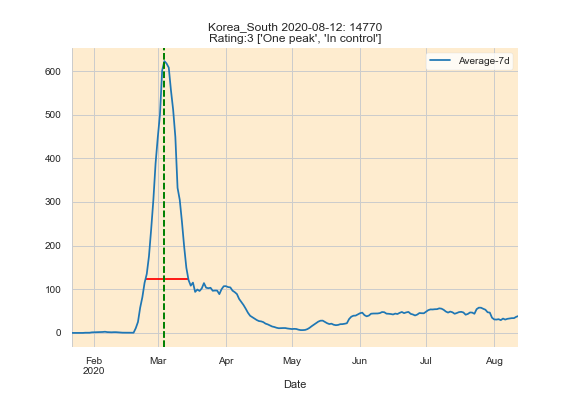 Korea_South 2020-08-12: 14770
Rating:3 ['One peak', 'In control']
Average-7d
600
500
400
300
200
100
0
Feb Mar Apr May Jun Jul Aug
2020
Date